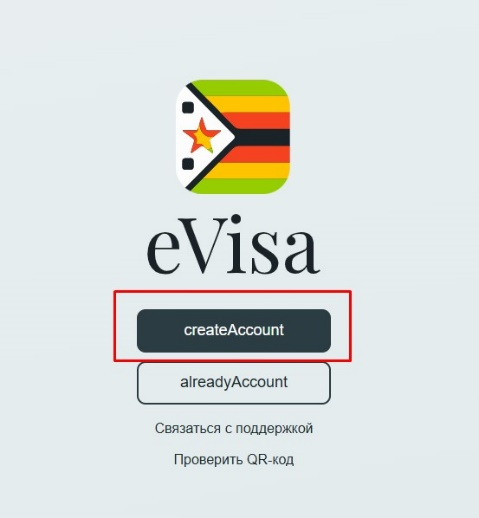 eVisa
createAccount
alreadyAccount
Связаться с поддержкой
Проверить QR-код